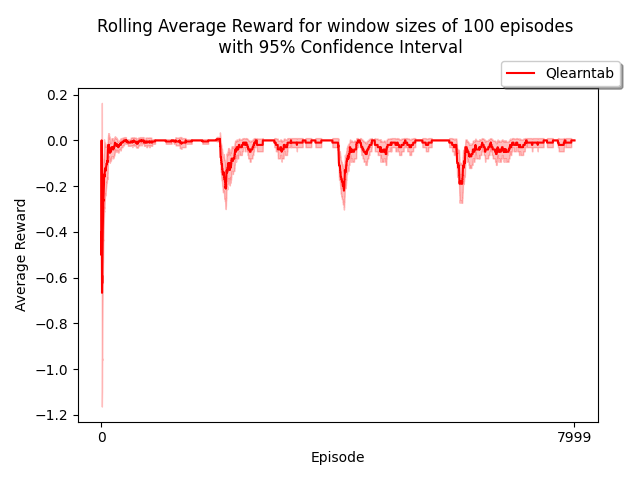 Rolling Average Reward for window sizes of 100 episodes
with 95% Confidence Interval
Qlearntab
0.2
0.0
−0.2
−0.4
−0.6
−0.8
−1.0
−1.2
Average Reward
0
7999
Episode